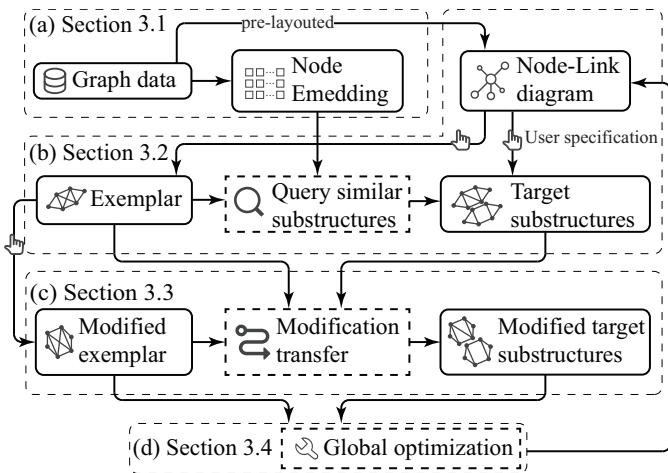 (a) Section 3.1
pre-layouted
Graph data
Node
Emedding
Node-Link
diagram
User specification
(b) Section 3.2
Exemplar
Query similar
substructures
Target
substructures
(c) Section 3.3
Modified
exemplar
Modification
transfer
Modified target
substructures
(d) Section 3.4
Global optimization